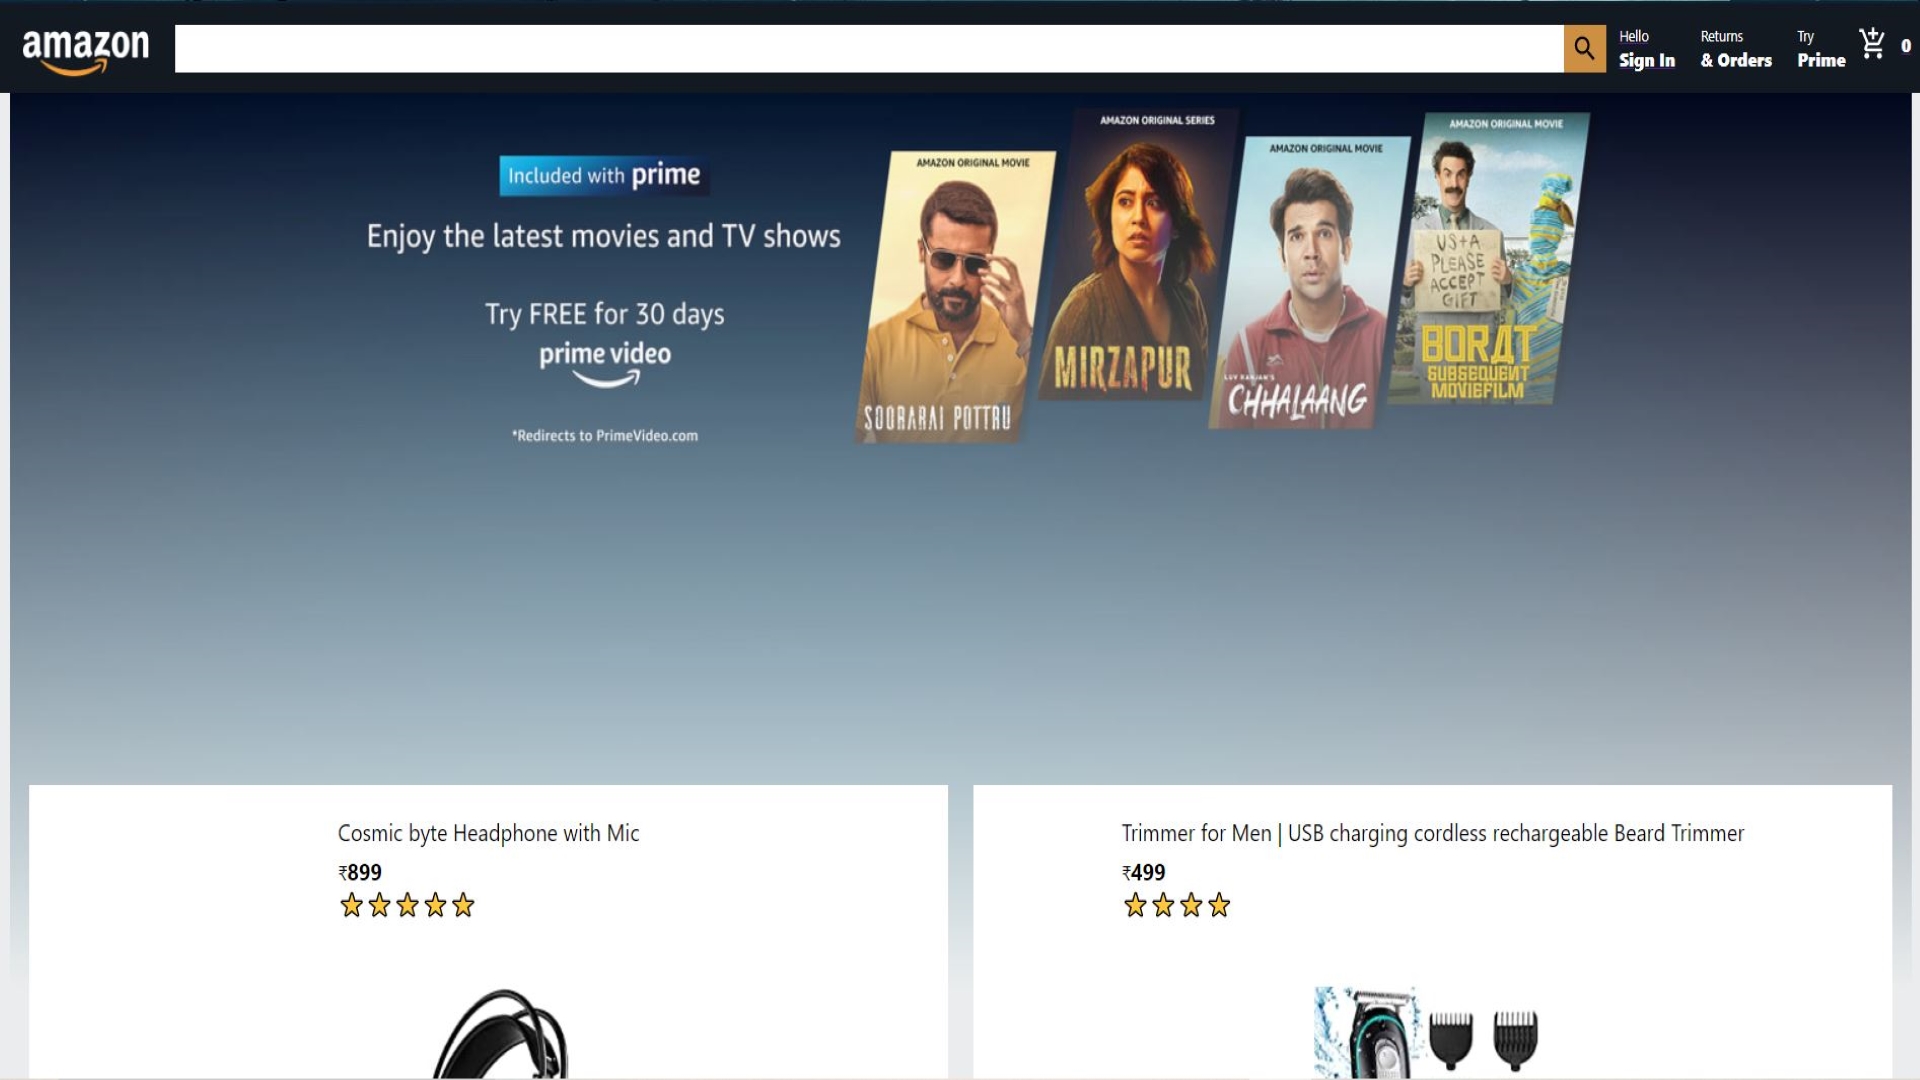 amazon
Hello
Sign In
Returns
& Orders
Try
Prime
0
Included with prime
Enjoy the latest movies and TV shows
Try FREE for 30 days
prime video
*Redirects to PrimeVideo.com
AMAZON ORIGINAL MOVIE
SOORARAI POTTRU
AMAZON ORIGINAL SERIES
MIRZAPUR
AMAZON ORIGINAL MOVIE
LUV RANJAN'S
CHHALAANG
AMAZON ORIGINAL MOVIE
US+A
PLEASE
ACCEPT
GIFT
BORAT
SUBSEQUENT
MOVIEFILM
Cosmic byte Headphone with Mic
₹899
Trimmer for Men | USB charging cordless rechargeable Beard Trimmer
₹499